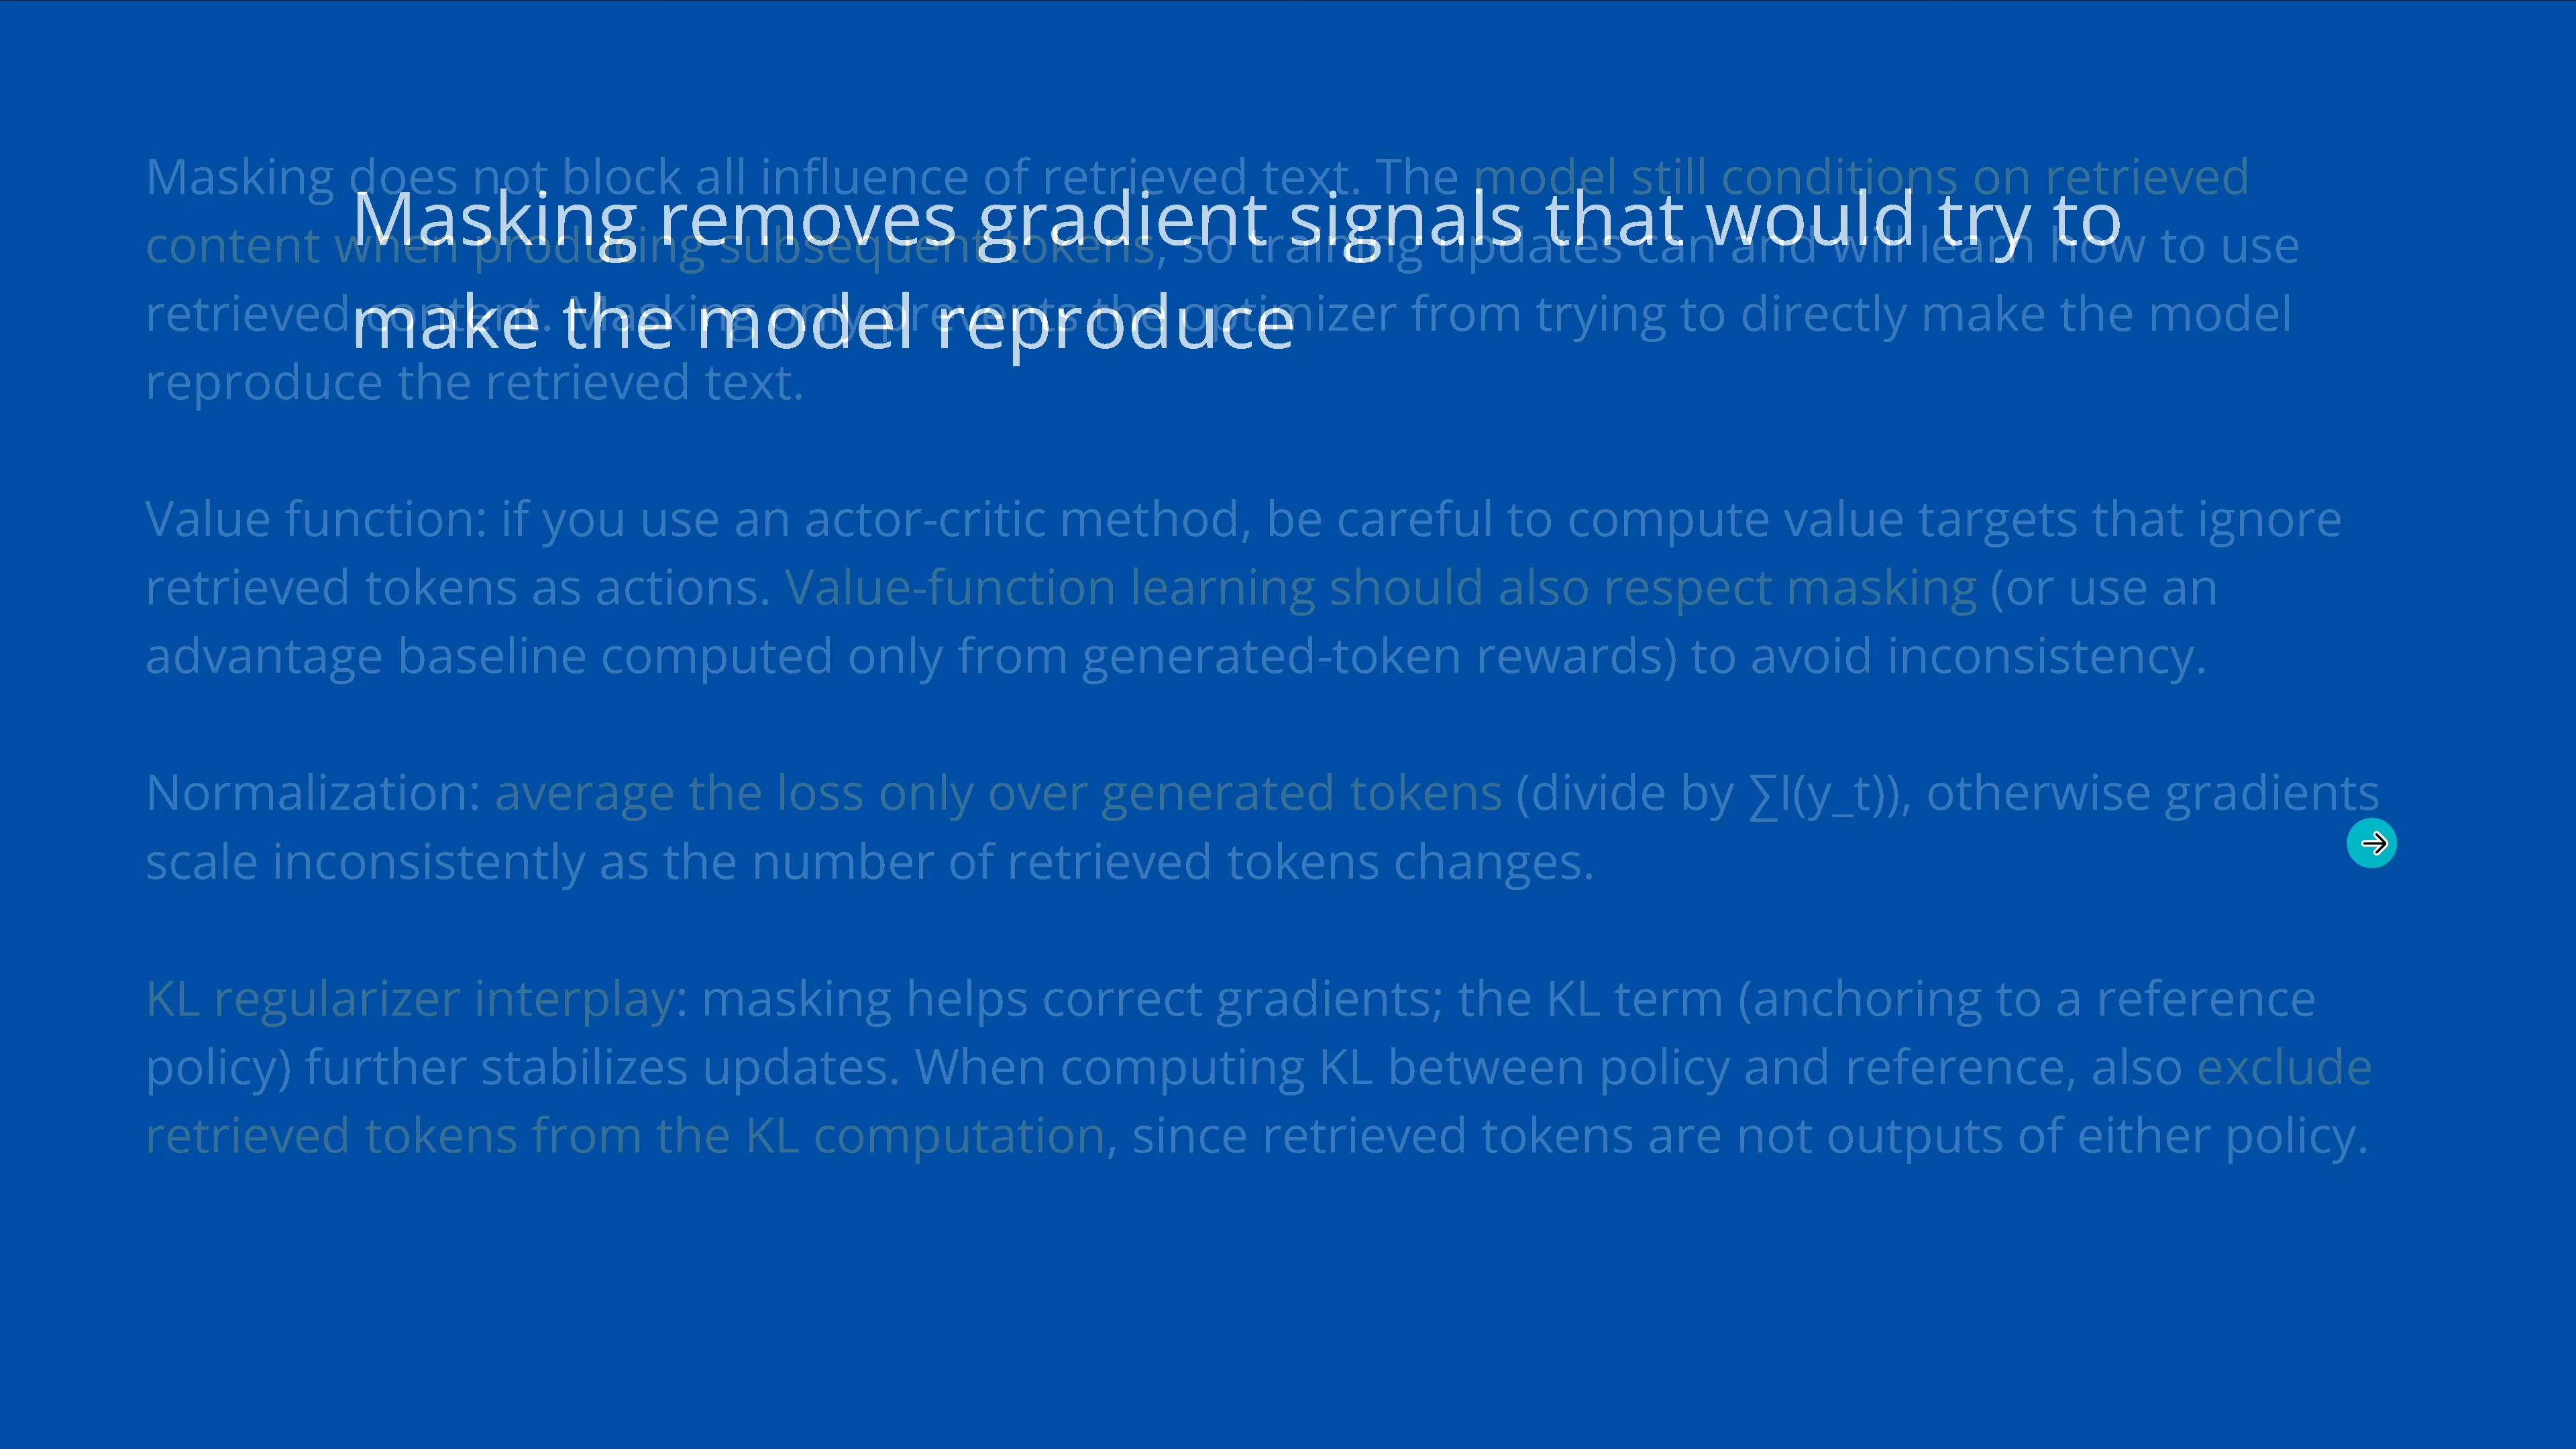 Masking does not block all influence of retrieved text. The model still conditions on retrieved
Masking removes gradient signals that would try to
content when producing subsequent tokens, so training updates can and will learn how to use
retrieved content. Masking only prevents the optimizer from trying to directly make the model
make the model reproduce
reproduce the retrieved text.
Value function: if you use an actor-critic method, be careful to compute value targets that ignore
retrieved tokens as actions. Value-function learning should also respect masking (or use an
advantage baseline computed only from generated-token rewards) to avoid inconsistency.
Normalization: average the loss only over generated tokens (divide by ∑I(y_t)), otherwise gradients
scale inconsistently as the number of retrieved tokens changes.
KL regularizer interplay: masking helps correct gradients; the KL term (anchoring to a reference
policy) further stabilizes updates. When computing KL between policy and reference, also exclude
retrieved tokens from the KL computation, since retrieved tokens are not outputs of either policy.